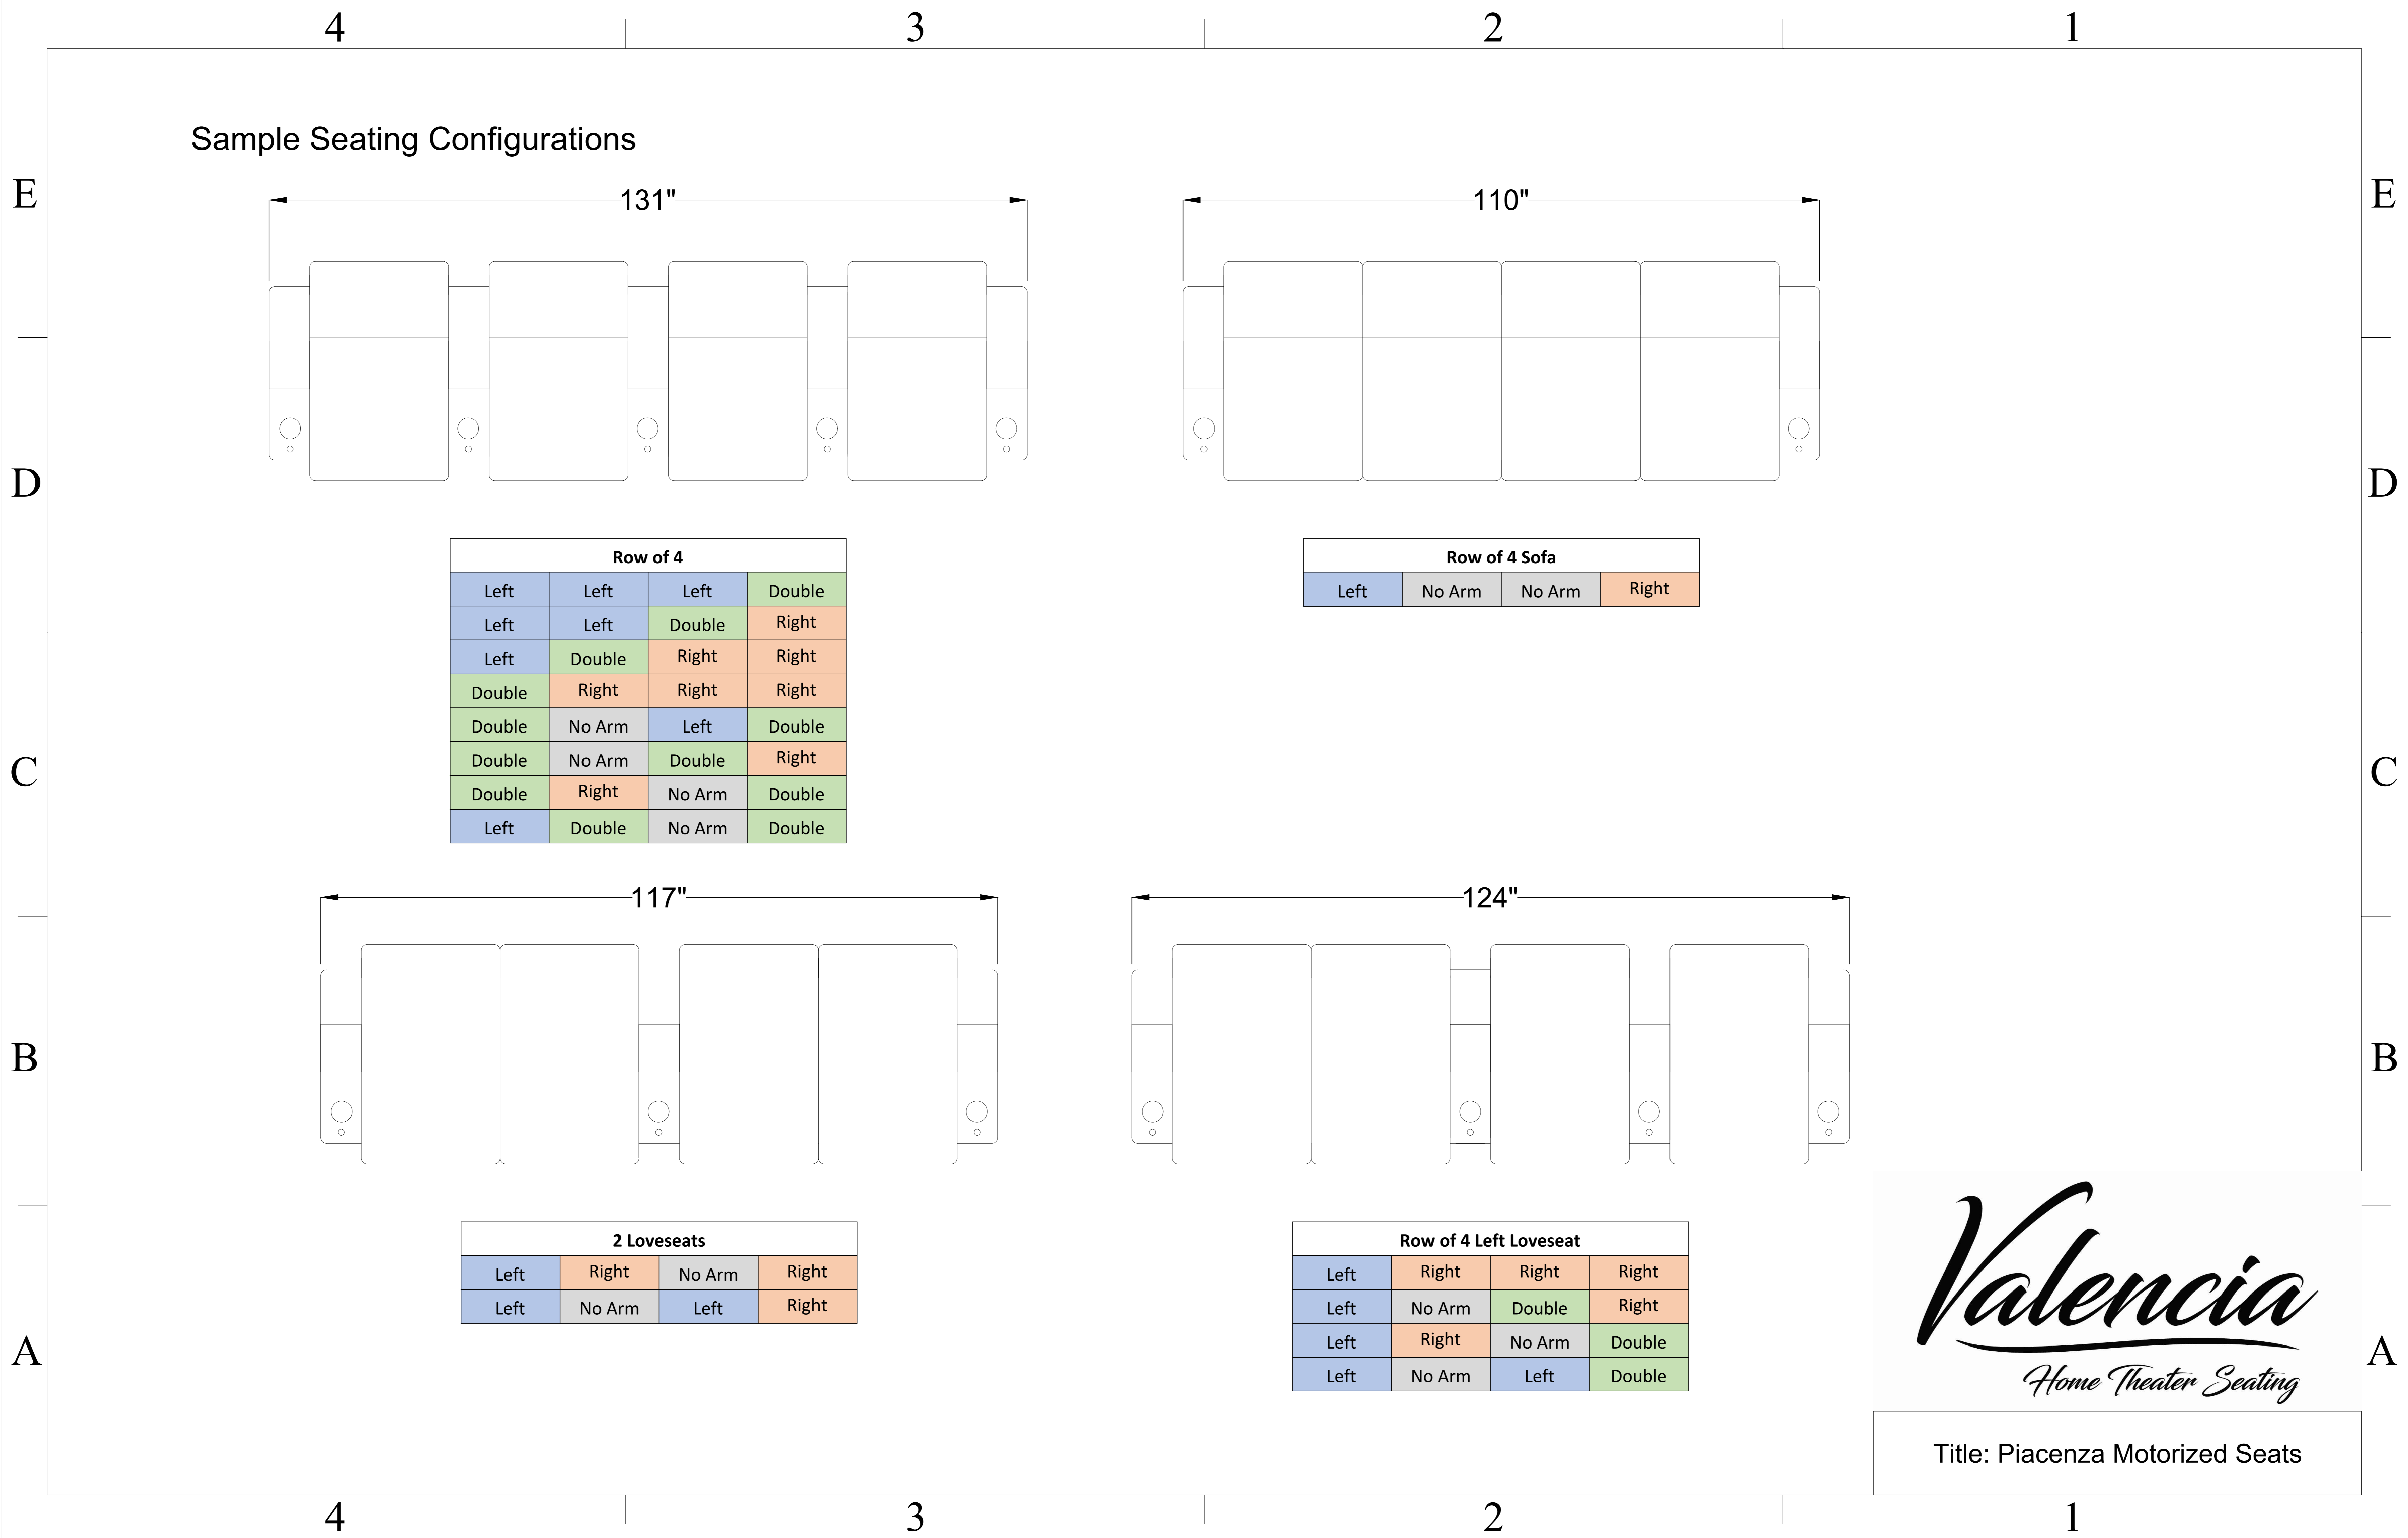 4 3 2 1
Sample Seating Configurations
E E
131" 110"
D D
Row of 4
Left Left Left Double
Left Left Double Right
Left Double Right Right
Double Right Right Right
Double No Arm Left Double
Double No Arm Double Right
Double Right No Arm Double
Left Double No Arm Double
Row of 4 Sofa
Left No Arm No Arm Right
C C
117" 124"
B B
2 Loveseats
Left Right No Arm Right
Left No Arm Left Right
Row of 4 Left Loveseat
Left Right Right Right
Left No Arm Double Right
Left Right No Arm Double
Left No Arm Left Double
A A
Valencia
Home Theater Seating
Title: Piacenza Motorized Seats
4 3 2 1